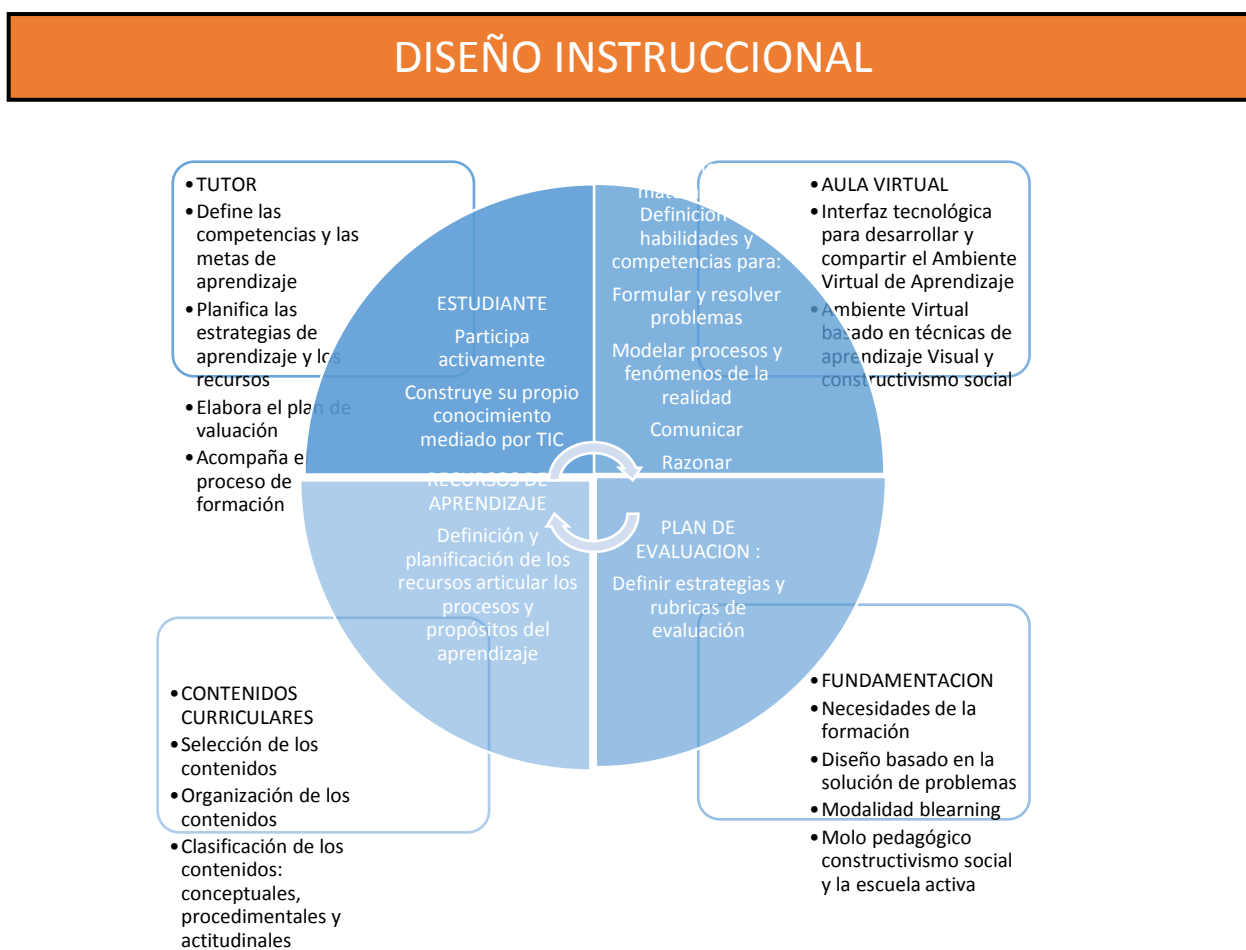 DISEÑO INSTRUCCIONAL
•TUTOR
•Define las
competencias y las
metas de
aprendizaje
•Planifica las
estrategias de
aprendizaje y los
recursos
•Elabora el plan de
valuación
•Acompaña e
proceso de
formación
ESTUDIANTE
Participa
activamente
Construye su propio
conocimiento
mediado por TIC
Definición
habilidades y
competencias para:
Formular y resolver
problemas
Modelar procesos y
fenómenos de la
realidad
Comunicar
Razonar
•AULA VIRTUAL
•Interfaz tecnológica
para desarrollar y
compartir el Ambiente
Virtual de Aprendizaje
•Ambiente Virtual
basado en técnicas de
aprendizaje Visual y
constructivismo social
RECURSOS DE
APRENDIZAJE
Definición y
planificación de los
recursos articular los
procesos y
propósitos del
aprendizaje
PLAN DE
EVALUACION :
Definir estrategias y
rubricas de
evaluación
•CONTENIDOS
CURRICULARES
•Selección de los
contenidos
•Organización de los
contenidos
•Clasificación de los
contenidos:
conceptuales,
procedimentales y
actitudinales
•FUNDAMENTACION
•Necesidades de la
formación
•Diseño basado en la
solución de problemas
•Modalidad blearning
•Molo pedagógico
constructivismo social
y la escuela activa